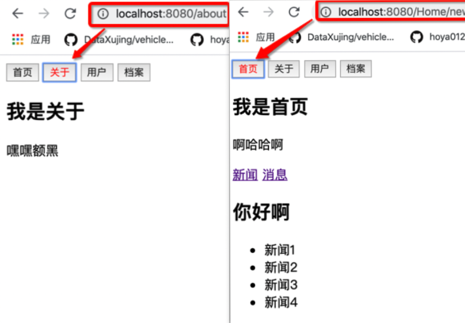 localhost:8080/about
应用 DataXujing/vehicle... hoya
首页 关于 用户 档案
我是关于
嘿嘿额黑
localhost:8080/Home/new
应用 DataXujing/vehicle... hoya012
首页 关于 用户 档案
我是首页
啊哈哈啊
新闻 消息
你好啊
新闻1
新闻2
新闻3
新闻4